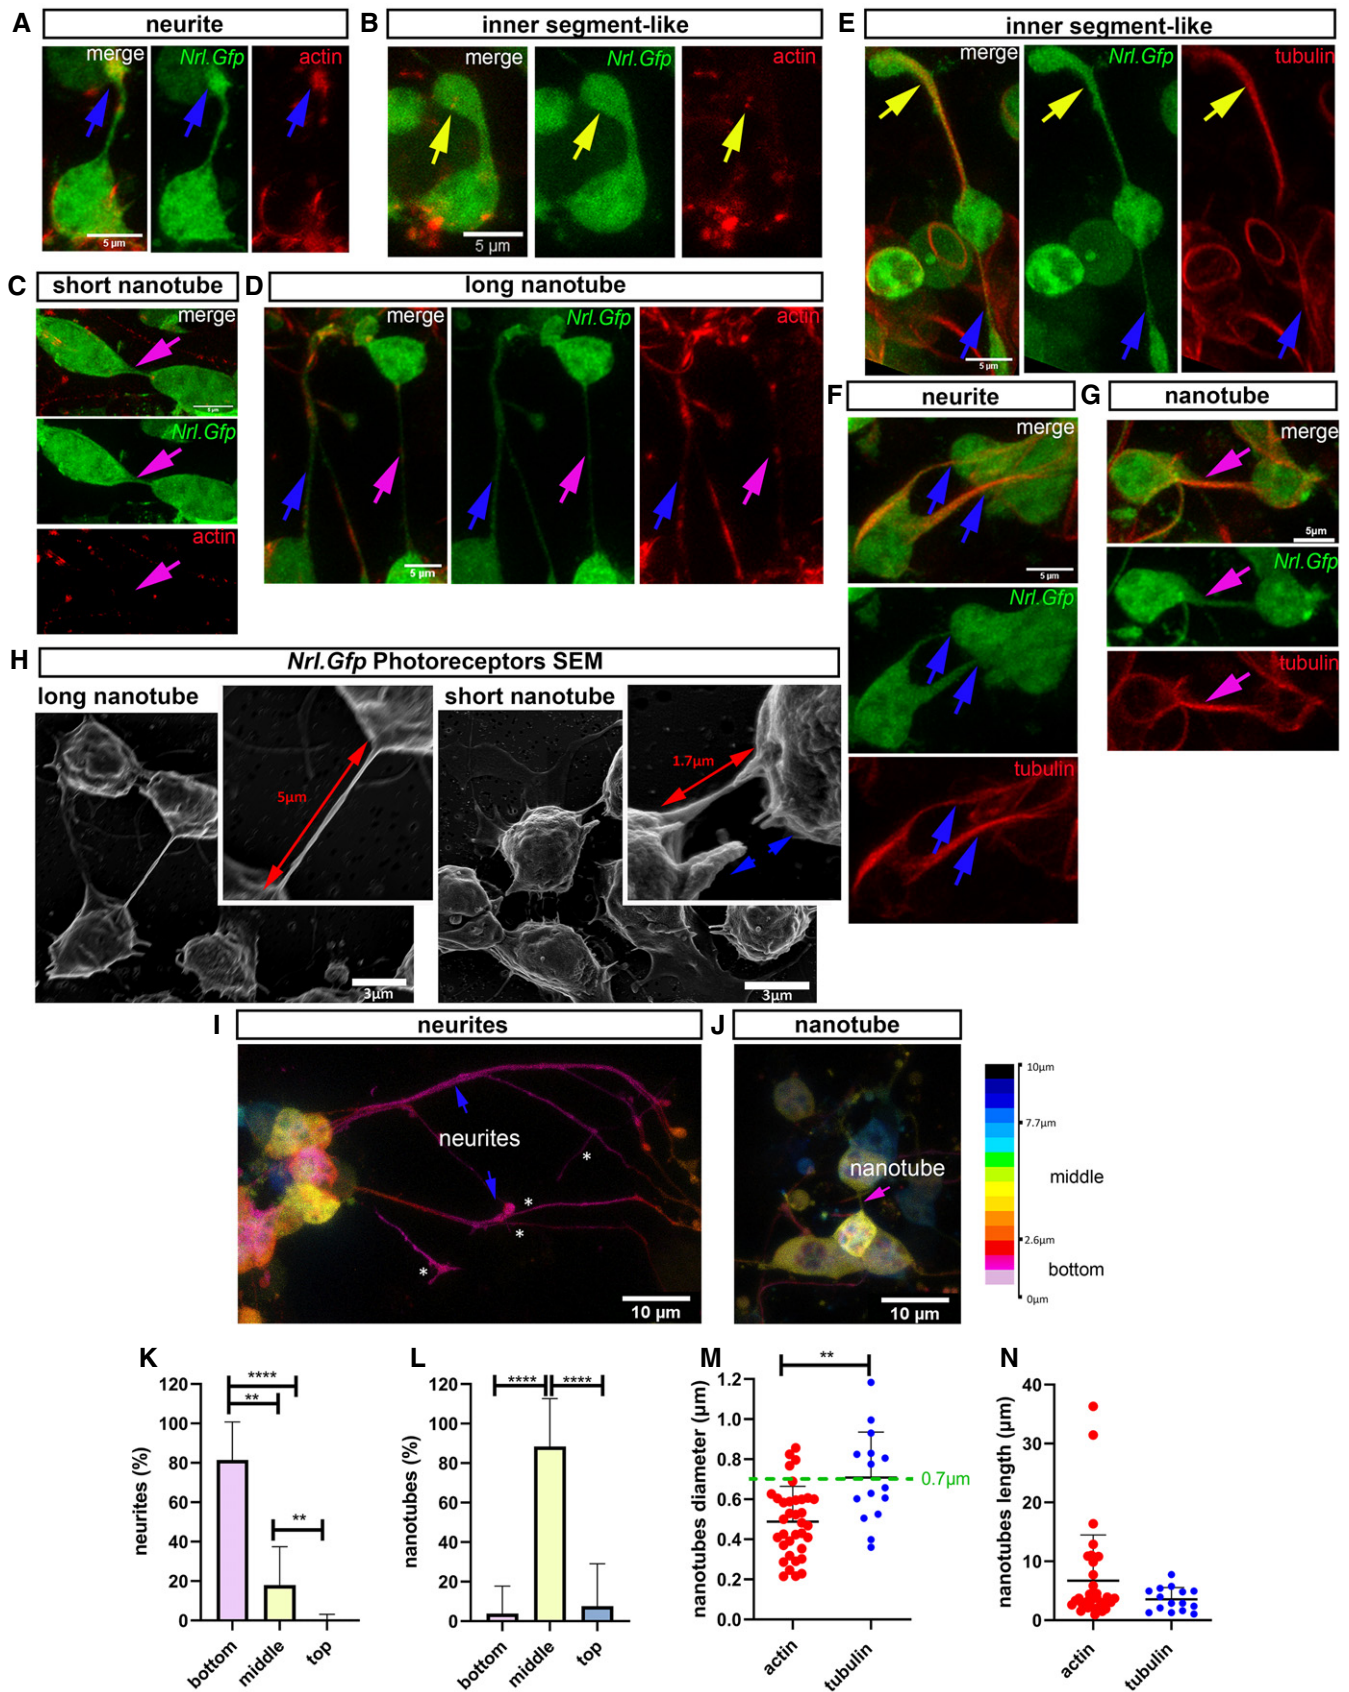 A
neurite
merge
Nrl.Gfp
actin
5 µm
B
inner segment-like
merge
Nrl.Gfp
actin
5 µm
E
inner segment-like
merge
Nrl.Gfp
tubulin
5 µm
C
short nanotube
merge
5 µm
Nrl.Gfp
actin
D
long nanotube
merge
Nrl.Gfp
actin
5 µm
F
neurite
merge
5 µm
Nrl.Gfp
tubulin
G
nanotube
merge
5µm
Nrl.Gfp
tubulin
H
Nrl.Gfp Photoreceptors SEM
long nanotube
5µm
3µm
short nanotube
1.7µm
3µm
I
neurites
neurites
*
*
*
*
10 µm
J
nanotube
nanotube
10 µm
10µm
7.7µm
middle
2.6µm
bottom
0µm
K
****
**
**
neurites (%)
120
100
80
60
40
20
0
bottom
middle
top
L
****
****
nanotubes (%)
120
100
80
60
40
20
0
bottom
middle
top
M
**
nanotubes diameter (µm)
1.2
1.0
0.8
0.6
0.4
0.2
0.0
0.7µm
actin
tubulin
N
nanotubes length (µm)
40
30
20
10
0
actin
tubulin